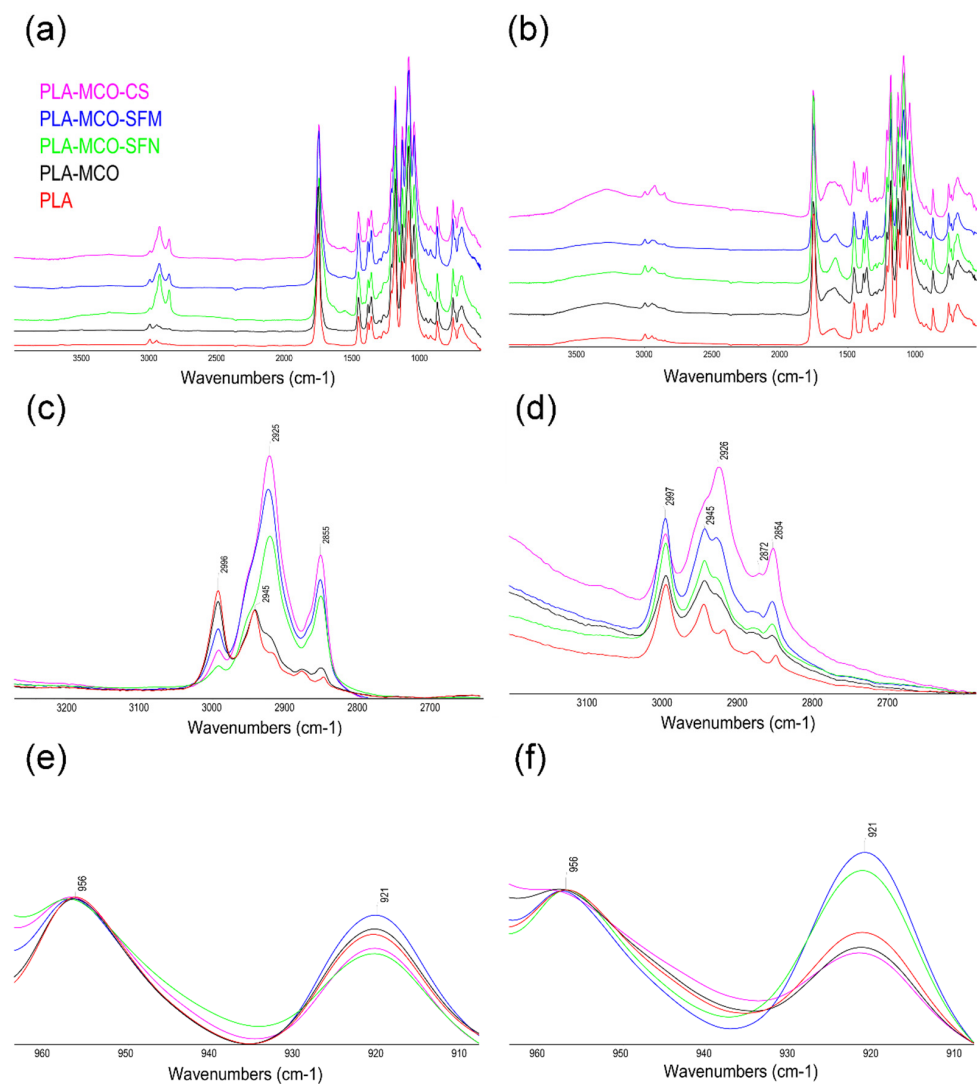 (a)
(b)
PLA-MCO-CS
PLA-MCO-SFM
PLA-MCO-SFN
PLA-MCO
PLA
3500 3000 2500 2000 1500 1000
Wavenumbers (cm-1)
3500 3000 2500 2000 1500 1000
Wavenumbers (cm-1)
(c)
(d)
2925
2996
2945
2855
3200 3100 3000 2900 2800 2700
Wavenumbers (cm-1)
2997
2945
2926
2872
2854
3100 3000 2900 2800 2700
Wavenumbers (cm-1)
(e)
(f)
956
921
960 950 940 930 920 910
Wavenumbers (cm-1)
956
921
960 950 940 930 920 910
Wavenumbers (cm-1)